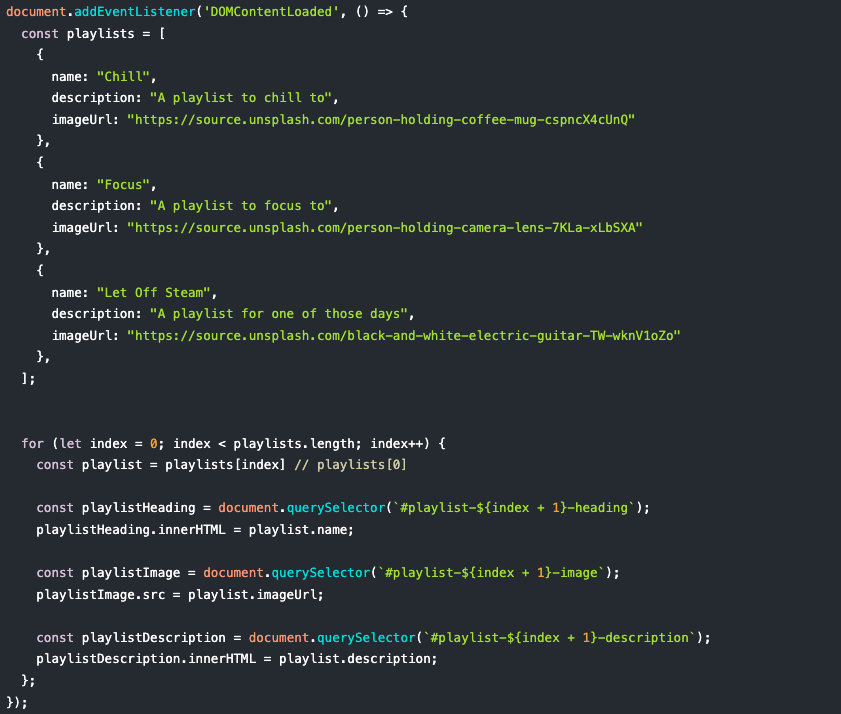 document.addEventListener('DOMContentLoaded', () => {
  const playlists = [
    {
      name: "Chill",
      description: "A playlist to chill to",
      imageUrl: "https://source.unsplash.com/person-holding-coffee-mug-cspncX4cUnQ"
    },
    {
      name: "Focus",
      description: "A playlist to focus to",
      imageUrl: "https://source.unsplash.com/person-holding-camera-lens-7KLa-xLbSXA"
    },
    {
      name: "Let Off Steam",
      description: "A playlist for one of those days",
      imageUrl: "https://source.unsplash.com/black-and-white-electric-guitar-TW-wknV1oZo"
    },
  ];

  for (let index = 0; index < playlists.length; index++) {
    const playlist = playlists[index] // playlists[0]

    const playlistHeading = document.querySelector(`#playlist-${index + 1}-heading`);
    playlistHeading.innerHTML = playlist.name;

    const playlistImage = document.querySelector(`#playlist-${index + 1}-image`);
    playlistImage.src = playlist.imageUrl;

    const playlistDescription = document.querySelector(`#playlist-${index + 1}-description`);
    playlistDescription.innerHTML = playlist.description;
  };
});